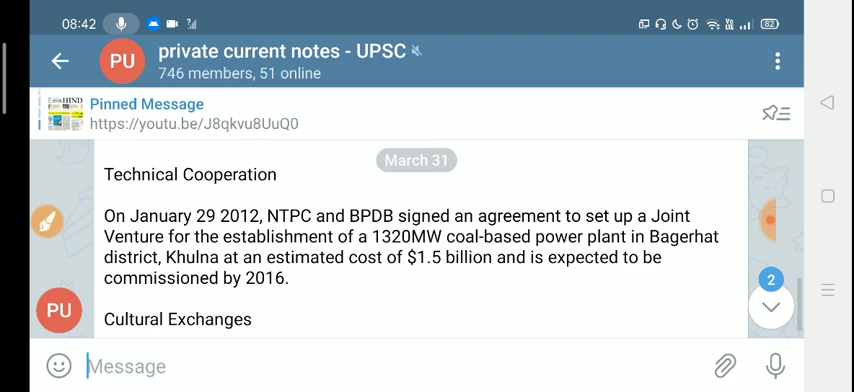 08:42
82
PU
private current notes - UPSC
746 members, 51 online
HIND
Pinned Message
https://youtu.be/J8qkvu8UuQ0
March 31
Technical Cooperation
On January 29 2012, NTPC and BPDB signed an agreement to set up a Joint
Venture for the establishment of a 1320MW coal-based power plant in Bagerhat
district, Khulna at an estimated cost of $1.5 billion and is expected to be
commissioned by 2016.
2
PU
Cultural Exchanges
Message